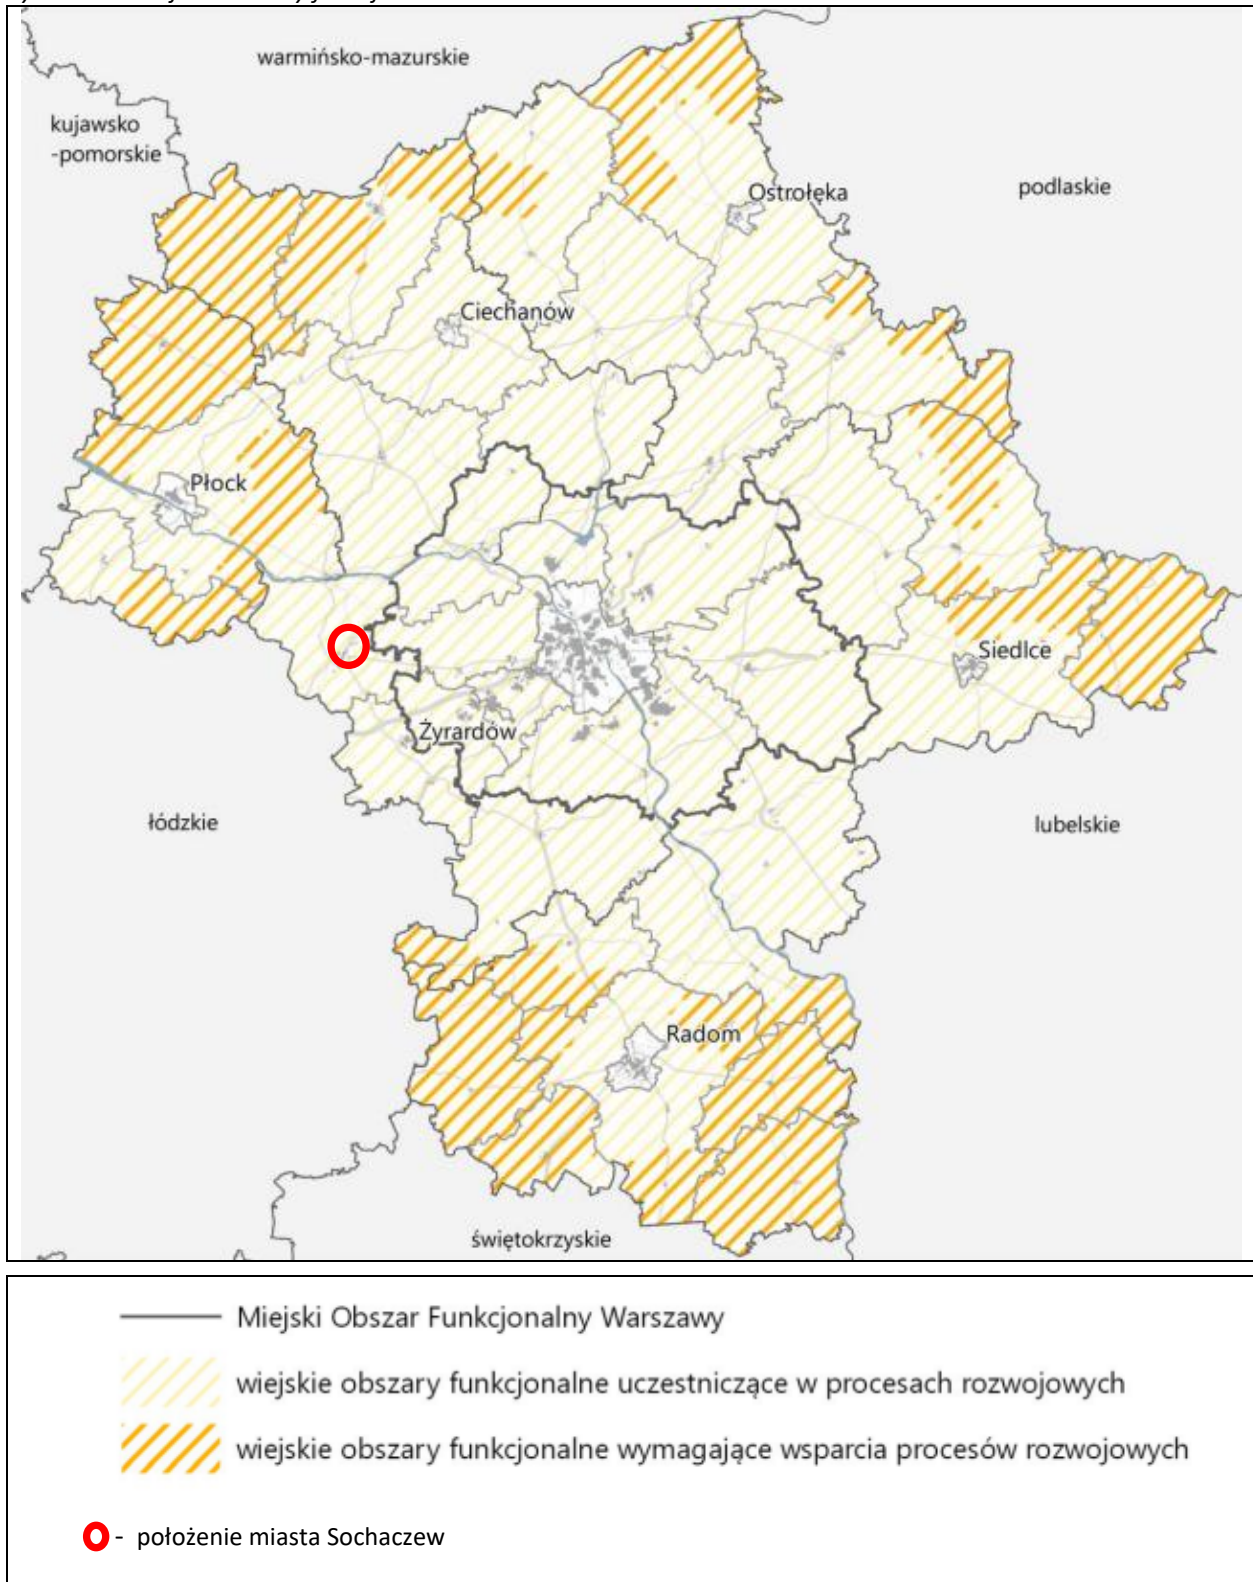 warmińsko-mazurskie
kujawsko
-pomorskie
podlaskie
Ostrołęka
Ciechanów
Płock
Siedlce
Żyrardów
łódzkie
lubelskie
Radom
świętokrzyskie
Miejski Obszar Funkcjonalny Warszawy
wiejskie obszary funkcjonalne uczestniczące w procesach rozwojowych
wiejskie obszary funkcjonalne wymagające wsparcia procesów rozwojowych
- położenie miasta Sochaczew